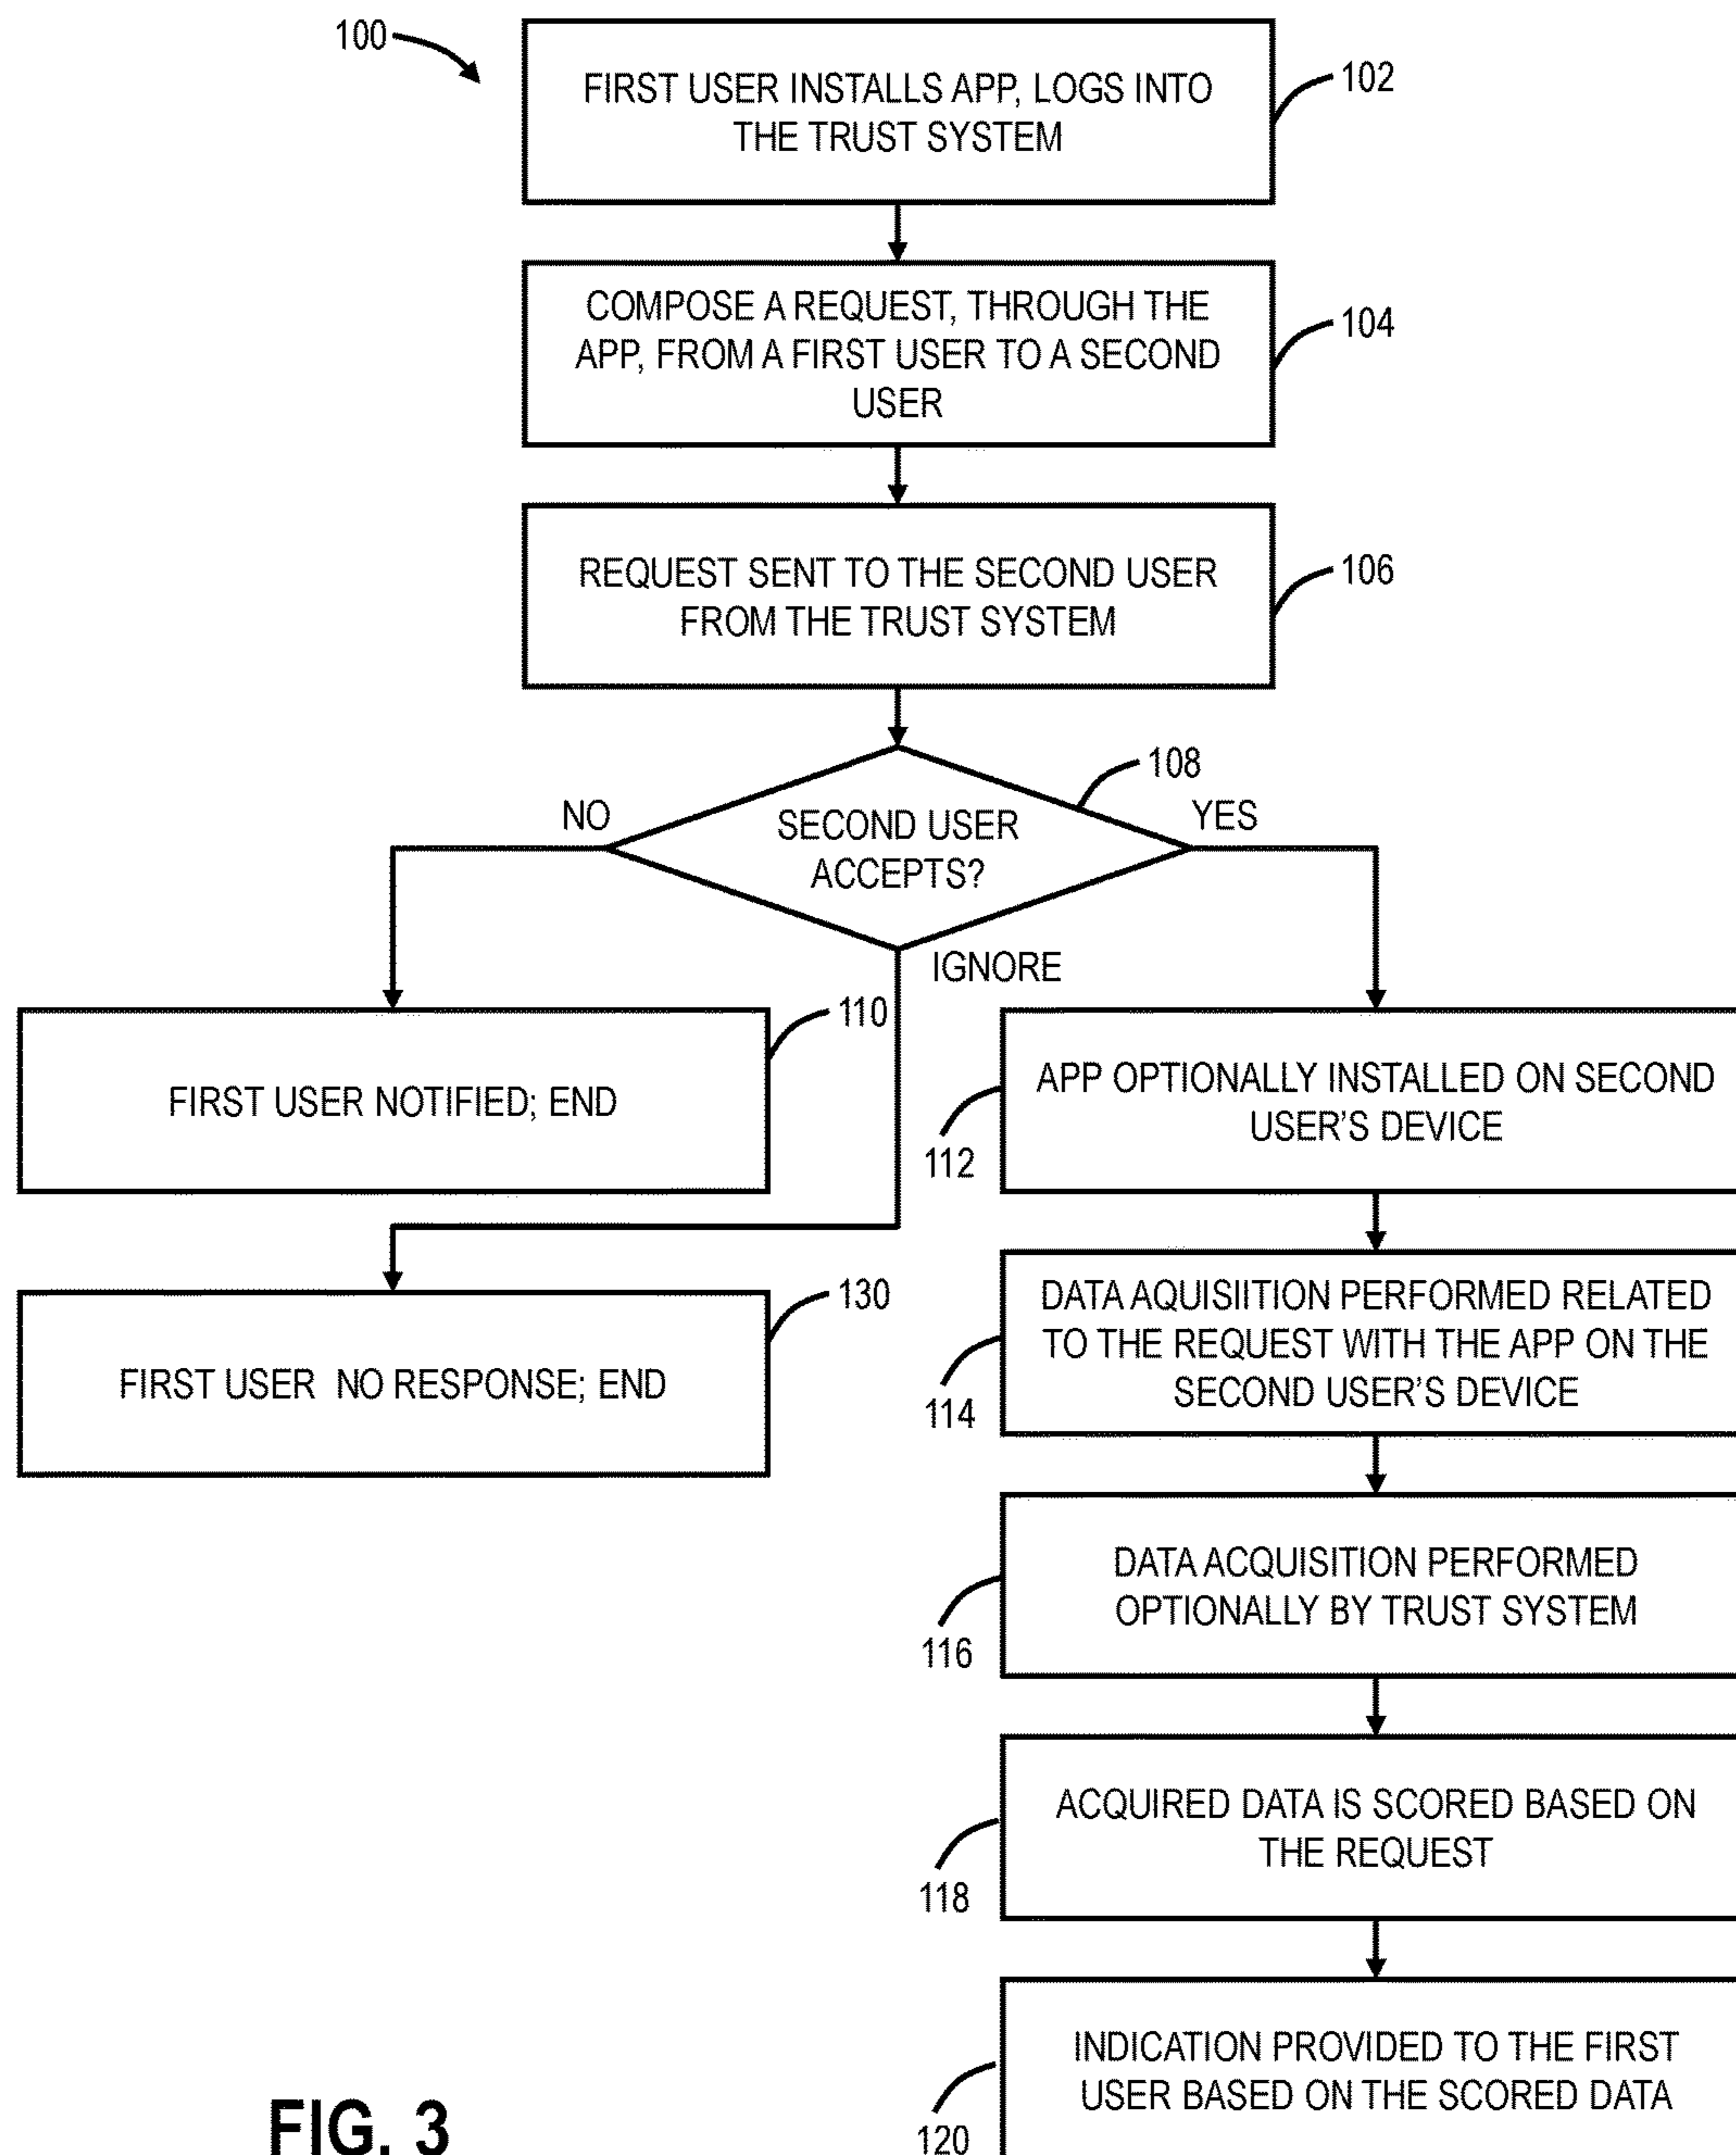 100
FIRST USER INSTALLS APP, LOGS INTO
THE TRUST SYSTEM
102
COMPOSE A REQUEST, THROUGH THE
APP, FROM A FIRST USER TO A SECOND
USER
104
REQUEST SENT TO THE SECOND USER
FROM THE TRUST SYSTEM
106
108
NO
SECOND USER
ACCEPTS?
YES
IGNORE
110
FIRST USER NOTIFIED; END
APP OPTIONALLY INSTALLED ON SECOND
USER'S DEVICE
112
130
FIRST USER NO RESPONSE; END
DATA AQUISIITION PERFORMED RELATED
TO THE REQUEST WITH THE APP ON THE
SECOND USER'S DEVICE
114
DATA ACQUISITION PERFORMED
OPTIONALLY BY TRUST SYSTEM
116
ACQUIRED DATA IS SCORED BASED ON
THE REQUEST
118
INDICATION PROVIDED TO THE FIRST
USER BASED ON THE SCORED DATA
120
FIG. 3